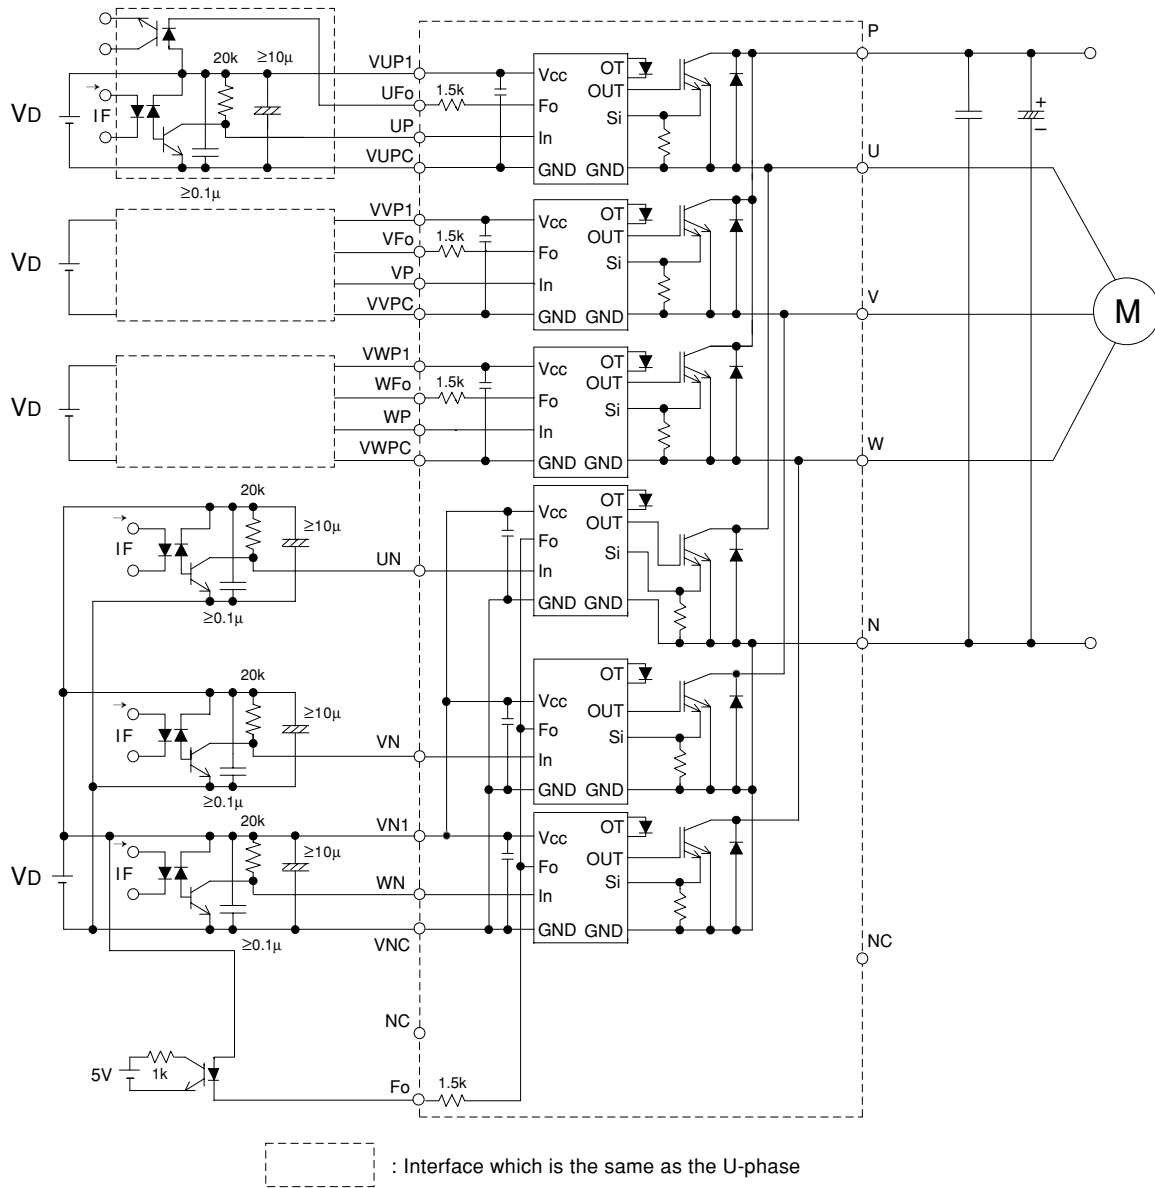 P
20k
≥10µ
VUP1
Vcc
OT
UFo
1.5k
OUT
VD
IF
Fo
Si
UP
In
+
–
VUPC
GND
GND
U
≥0.1µ
VVP1
Vcc
OT
VFo
1.5k
OUT
VD
Fo
Si
VP
In
VVPC
GND
GND
V
M
VWP1
Vcc
OT
WFo
1.5k
OUT
VD
Fo
Si
WP
In
VWPC
GND
GND
W
20k
≥10µ
Vcc
OT
OUT
IF
Fo
Si
UN
In
GND
GND
≥0.1µ
N
20k
≥10µ
Vcc
OT
OUT
IF
Fo
Si
VN
In
GND
GND
≥0.1µ
20k
VN1
Vcc
OT
≥10µ
OUT
VD
IF
Fo
Si
WN
In
GND
GND
≥0.1µ
VNC
NC
NC
5V
1k
Fo
1.5k
: Interface which is the same as the U-phase